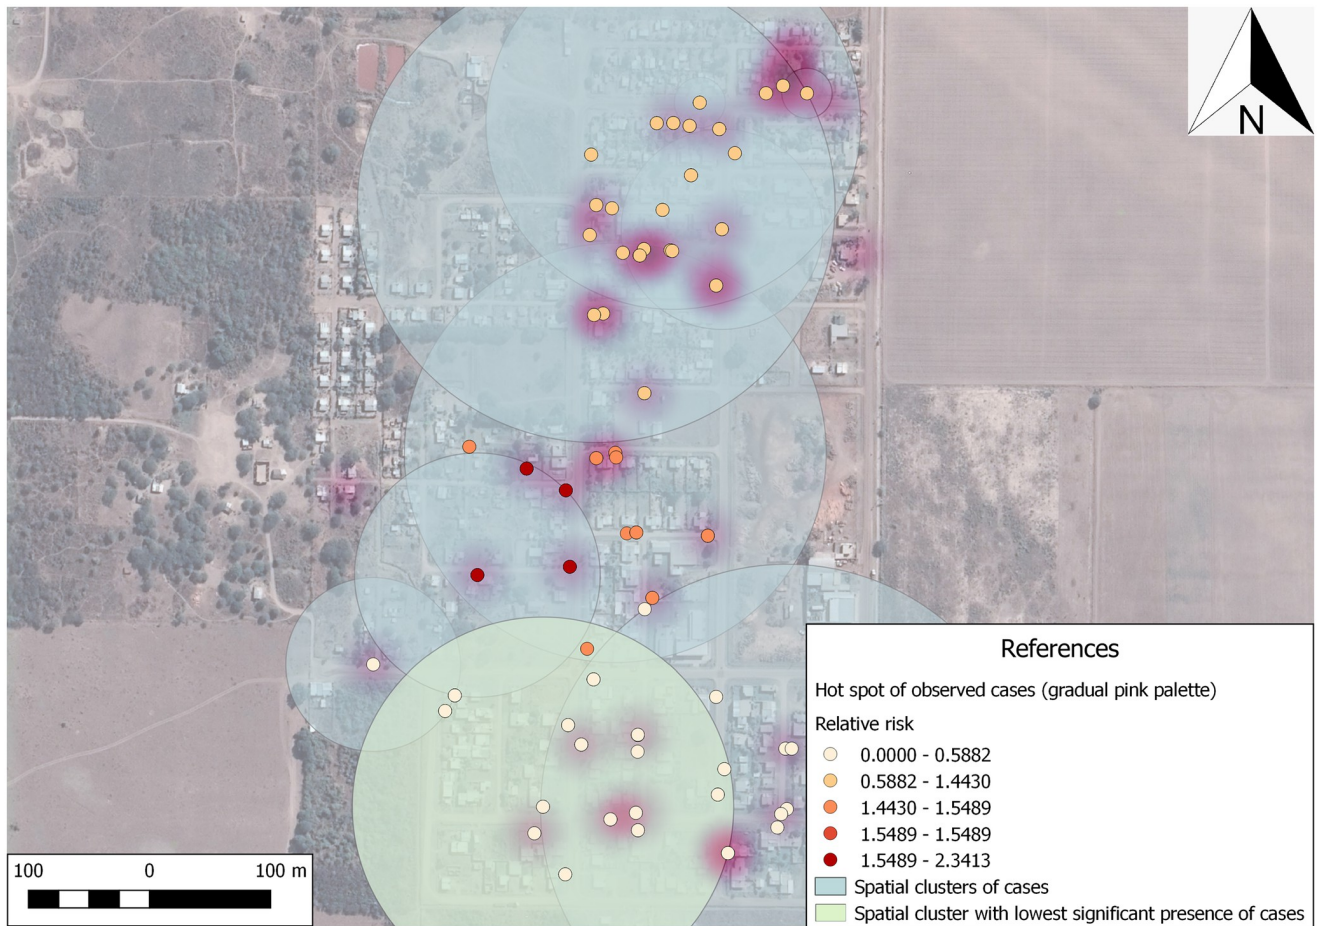 N
References
Hot spot of observed cases (gradual pink palette)
Relative risk
0.0000 - 0.5882
0.5882 - 1.4430
1.4430 - 1.5489
1.5489 - 1.5489
1.5489 - 2.3413
Spatial clusters of cases
Spatial cluster with lowest significant presence of cases
100 0 100 m